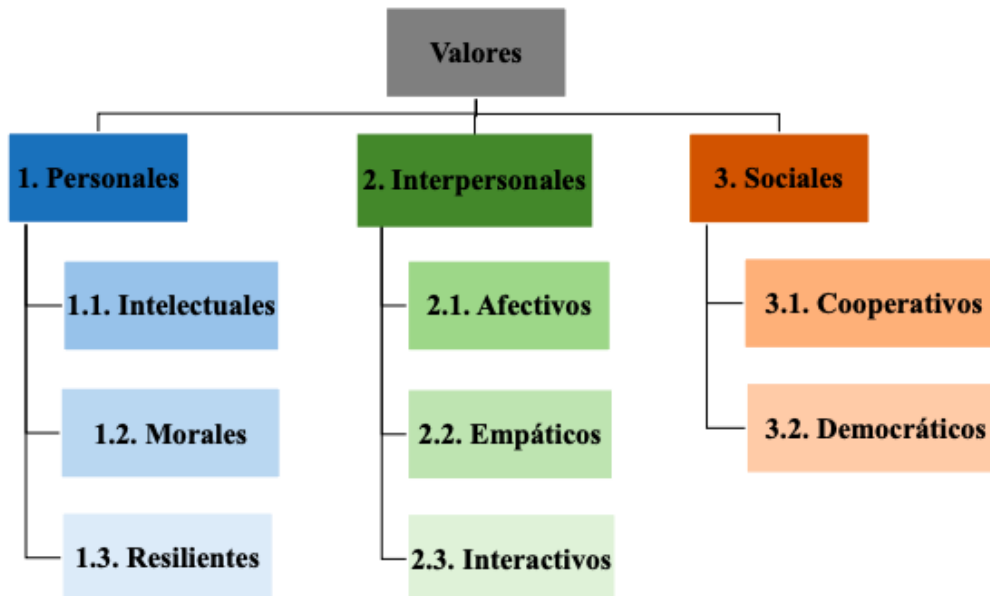 Valores
1. Personales
2. Interpersonales
3. Sociales
1.1. Intelectuales
2.1. Afectivos
3.1. Cooperativos
1.2. Morales
2.2. Empáticos
3.2. Democráticos
1.3. Resilientes
2.3. Interactivos